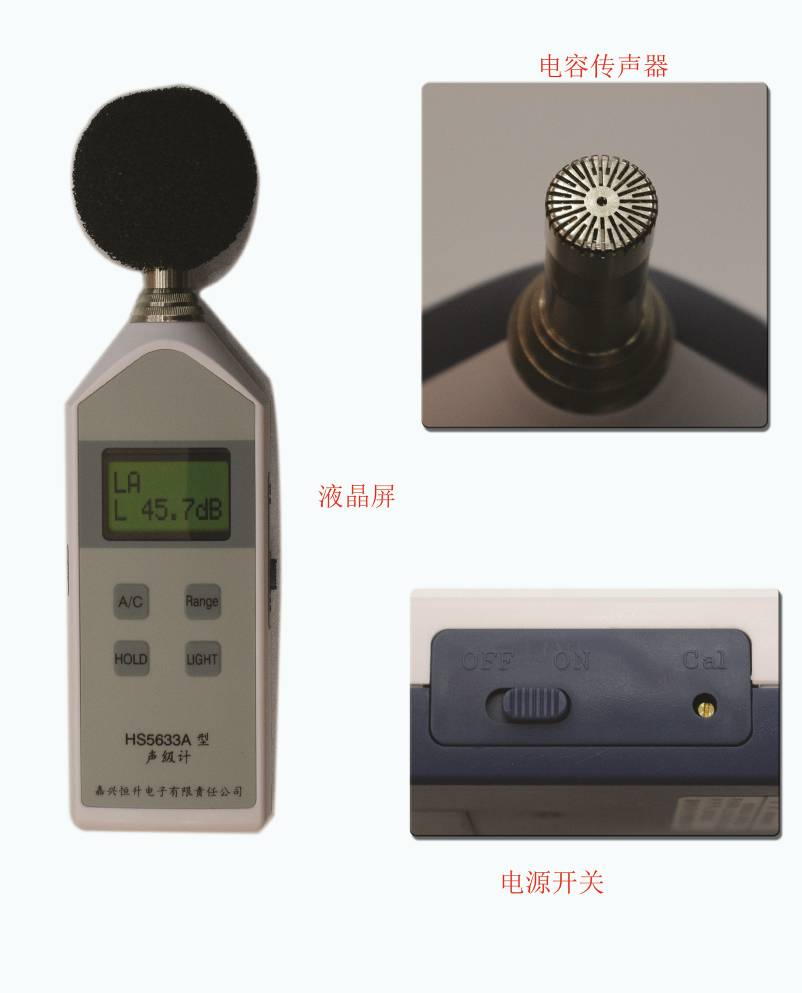 电容传声器
LA
L 45.7dB
液晶屏
A/C Range
HOLD LIGHT
OFF ON Cal
HS5633A 型
声级计
嘉兴恒升电子有限责任公司
电源开关